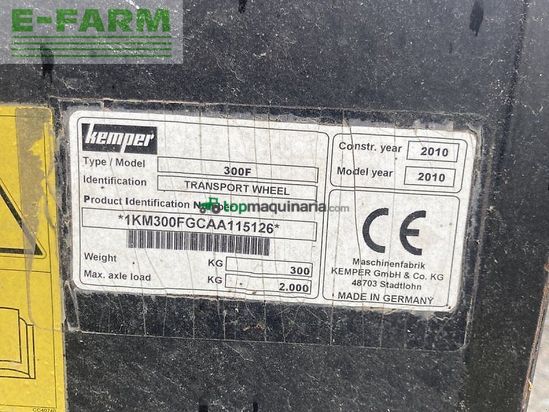 E-FARM
kemper
Type / Model 300F
Identification TRANSPORT WHEEL
Product Identification Number
*1KM300FGCAA115126*
Weight KG 300
Max. axle load KG 2.000
Constr. year 2010
Model year 2010
CE
Maschinenfabrik
KEMPER GmbH & Co. KG
48703 Stadtlohn
MADE IN GERMANY
topmaquinaria.com